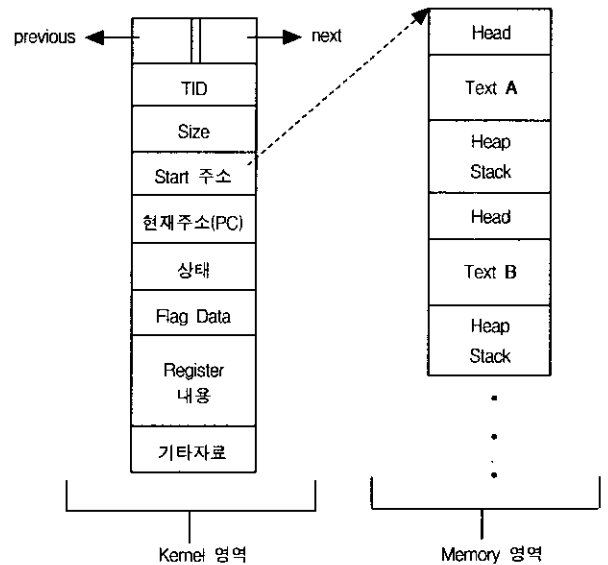 previous
next
TID
Size
Start 주소
현재주소(PC)
상태
Flag Data
Register
내용
기타자료
Kernel 영역
Head
Text A
Heap
Stack
Head
Text B
Heap
Stack
Memory 영역